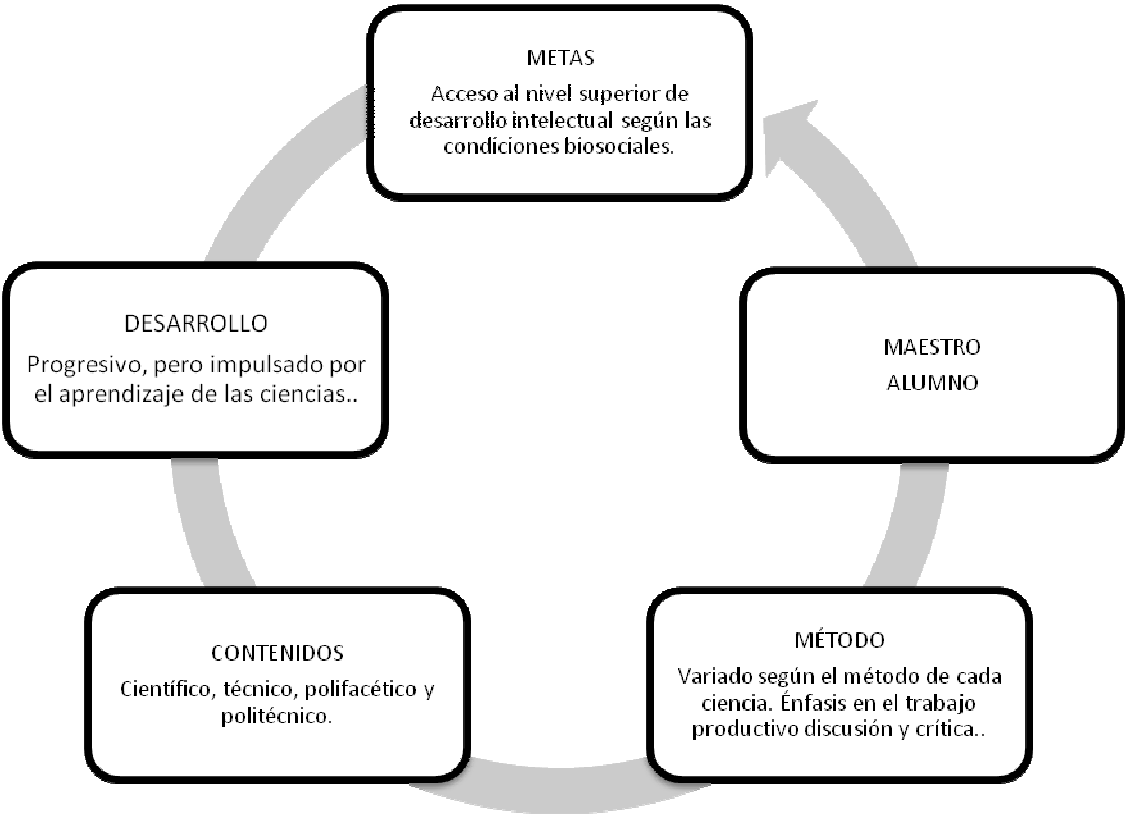 METAS
Acceso al nivel superior de
desarrollo intelectual según las
condiciones biosociales.
DESARROLLO
Progresivo, pero impulsado por
el aprendizaje de las ciencias..
MAESTRO
ALUMNO
CONTENIDOS
Científico, técnico, polifacético y
politécnico.
MÉTODO
Variado según el método de cada
ciencia. Énfasis en el trabajo
productivo discusión y crítica..